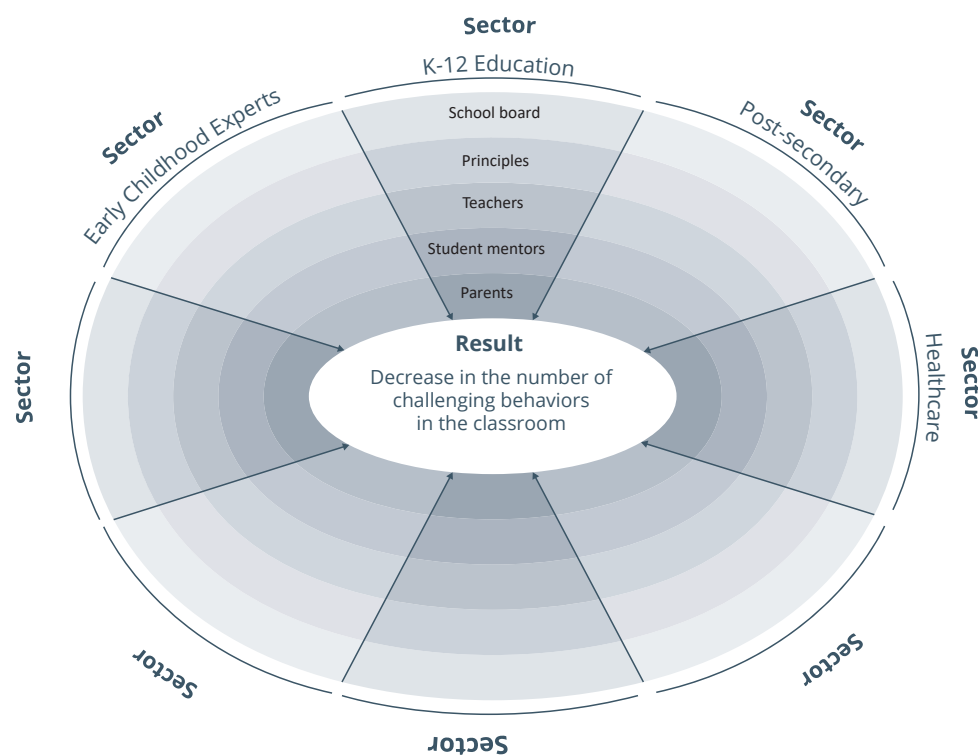 Sector
K-12 Education
Sector
Early Childhood Experts
Sector
Post-secondary
School board
Principles
Teachers
Student mentors
Parents
Result
Decrease in the number of
challenging behaviors
in the classroom
Sector
Sector
Healthcare
Sector
Sector
Sector